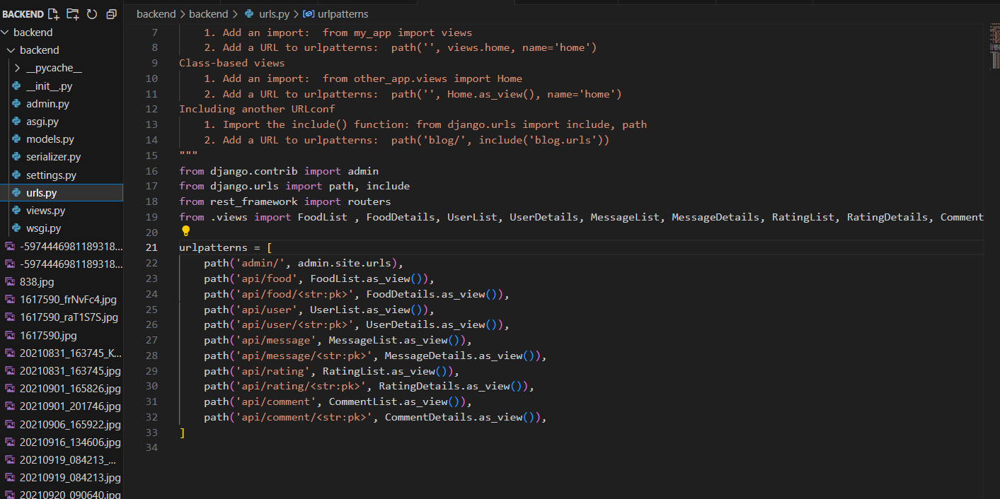 BACKEND
backend
backend
__pycache__
__init__.py
admin.py
asgi.py
models.py
serializer.py
settings.py
urls.py
views.py
wsgi.py
-5974446981189318...
-5974446981189318...
838.jpg
1617590_frNvFc4.jpg
1617590_raT1S7S.jpg
1617590.jpg
20210831_163745_K...
20210831_163745.jpg
20210901_165826.jpg
20210901_201746.jpg
20210906_165922.jpg
20210916_134606.jpg
20210919_084213_...
20210919_084213.jpg
20210920_090640.jpg
backend > backend > urls.py > urlpatterns
7     1. Add an import:  from my_app import views
8     2. Add a URL to urlpatterns:  path('', views.home, name='home')
9 Class-based views
10     1. Add an import:  from other_app.views import Home
11     2. Add a URL to urlpatterns:  path('', Home.as_view(), name='home')
12 Including another URLconf
13     1. Import the include() function: from django.urls import include, path
14     2. Add a URL to urlpatterns:  path('blog/', include('blog.urls'))
15 """
16 from django.contrib import admin
17 from django.urls import path, include
18 from rest_framework import routers
19 from .views import FoodList , FoodDetails, UserList, UserDetails, MessageList, MessageDetails, RatingList, RatingDetails, Comment
20
21 urlpatterns = [
22     path('admin/', admin.site.urls),
23     path('api/food', FoodList.as_view()),
24     path('api/food/<str:pk>', FoodDetails.as_view()),
25     path('api/user', UserList.as_view()),
26     path('api/user/<str:pk>', UserDetails.as_view()),
27     path('api/message', MessageList.as_view()),
28     path('api/message/<str:pk>', MessageDetails.as_view()),
29     path('api/rating', RatingList.as_view()),
30     path('api/rating/<str:pk>', RatingDetails.as_view()),
31     path('api/comment', CommentList.as_view()),
32     path('api/comment/<str:pk>', CommentDetails.as_view()),
33 ]
34